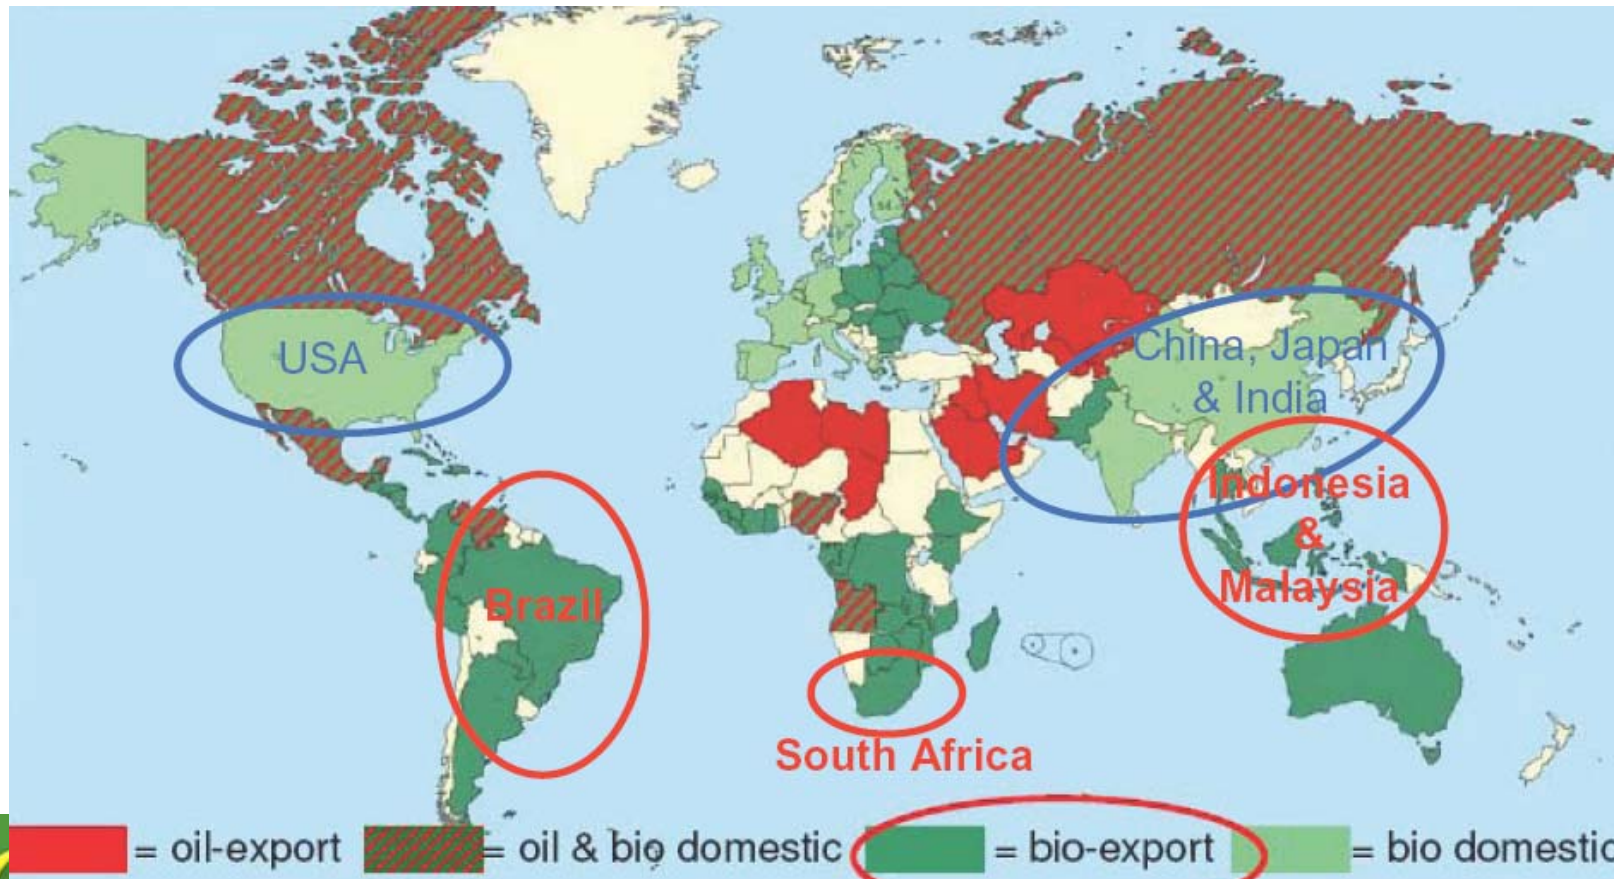 USA
China, Japan
& India
Indonesia
&
Malaysia
Brazil
South Africa
= oil-export
= oil & bio domestic
= bio-export
= bio domestic